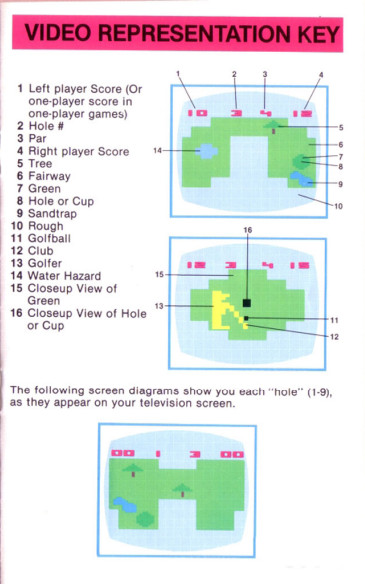 VIDEO REPRESENTATION KEY
1 Left player Score (Or
one-player score in
one-player games)
2 Hole #
3 Par
4 Right player Score
5 Tree
6 Fairway
7 Green
8 Hole or Cup
9 Sandtrap
10 Rough
11 Golfball
12 Club
13 Golfer
14 Water Hazard
15 Closeup View of
Green
16 Closeup View of Hole
or Cup
1 2 3 4
5
6
14
7
8
9
10
16
15
13
11
12
The following screen diagrams show you each "hole" (1-9),
as they appear on your television screen.